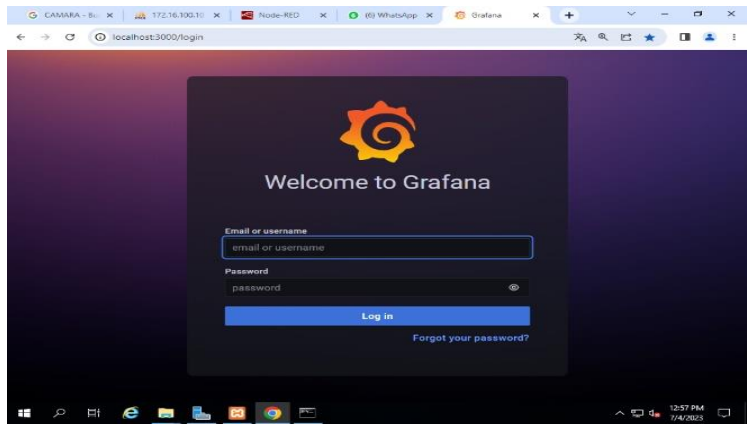 CAMARA - Bu
172.16.100.10
Node-RED
(6) WhatsApp
Grafana
localhost:3000/login
Welcome to Grafana
Email or username
email or username
Password
password
Log in
Forgot your password?
12:57 PM
7/4/2023